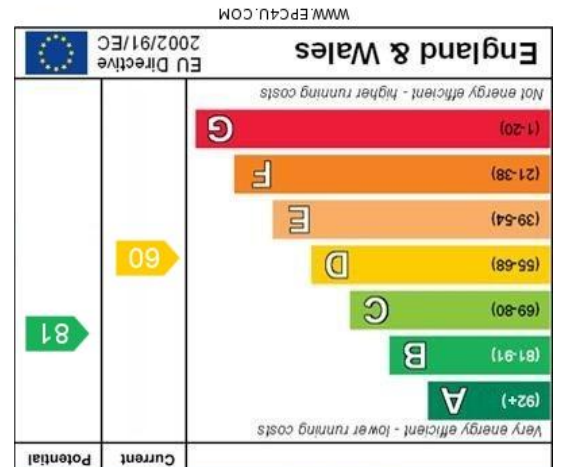 Current Potential
Very energy efficient - lower running costs
(92+) A
(81-91) B
81
(69-80) C
(55-68) D
60
(39-54) E
(21-38) F
(1-20) G
Not energy efficient - higher running costs
England & Wales
EU Directive
2002/91/EC
WWW.EPC4U.COM